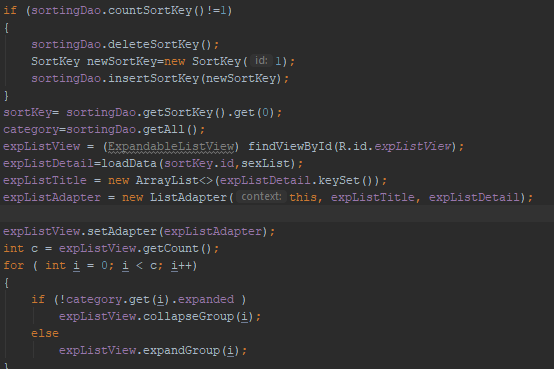 if (sortingDao.countSortKey()!=1)
{
sortingDao.deleteSortKey();
SortKey newSortKey=new SortKey( id: 1);
sortingDao.insertSortKey(newSortKey);
}
sortKey= sortingDao.getSortKey().get(0);
category=sortingDao.getAll();
expListView = (ExpandableListView) findViewById(R.id.expListView);
expListDetail=loadData(sortKey.id,sexList);
expListTitle = new ArrayList<>(expListDetail.keySet());
expListAdapter = new ListAdapter( context: this, expListTitle, expListDetail);
expListView.setAdapter(expListAdapter);
int c = expListView.getCount();
for ( int i = 0; i < c; i++)
{
if (!category.get(i).expanded )
expListView.collapseGroup(i);
else
expListView.expandGroup(i);
}